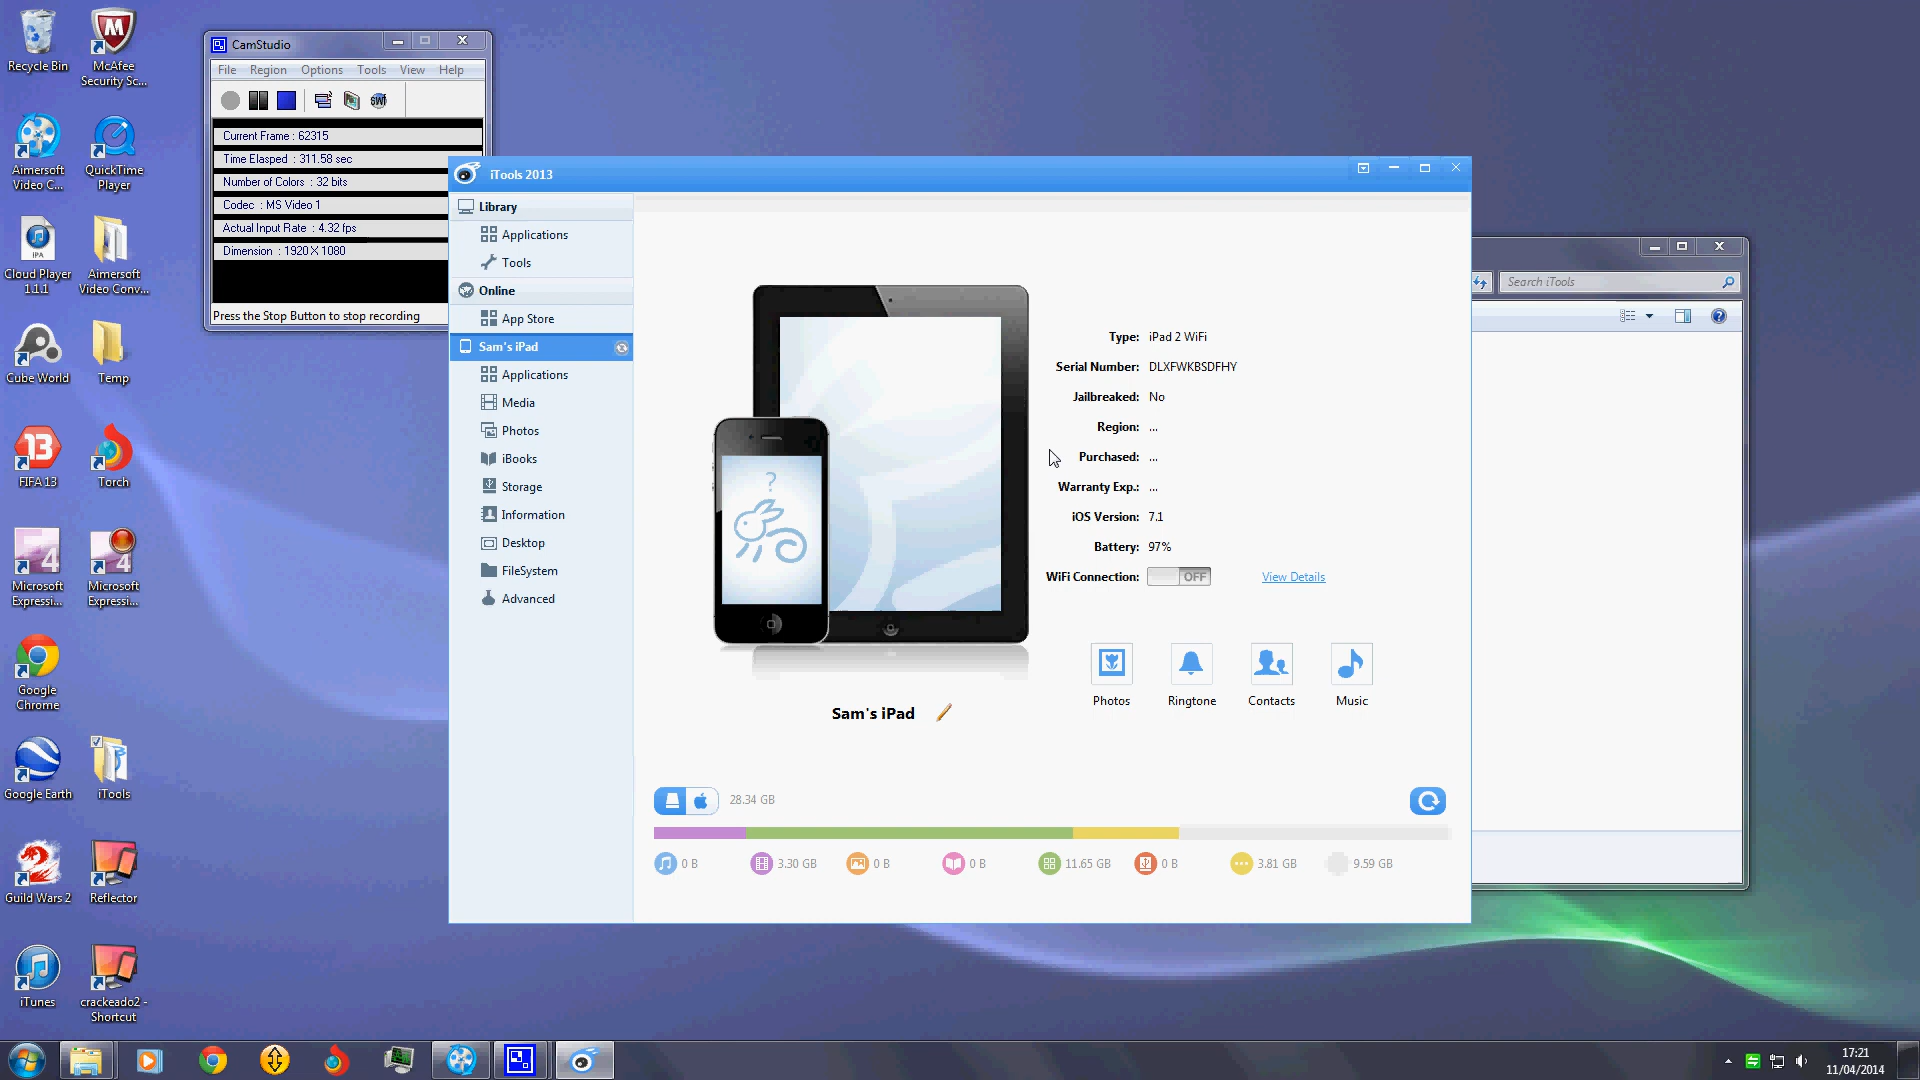 Recycle Bin
McAfee
Security Sc...
Aimersoft
Video C...
QuickTime
Player
IPA
Cloud Player
1.1.1
Aimersoft
Video Conv...
Cube World
Temp
13
FIFA 13
Torch
4
Microsoft
Expressi...
4
Microsoft
Expressi...
Google
Chrome
Google Earth
iTools
Guild Wars 2
Reflector
iTunes
crackeado2 -
Shortcut
CamStudio
File Region Options Tools View Help
SWF
Current Frame : 62315
Time Elasped : 311.58 sec
Number of Colors : 32 bits
Codec : MS Video 1
Actual Input Rate : 4.32 fps
Dimension : 1920 X 1080
Press the Stop Button to stop recording
iTools 2013
Library
Applications
Tools
Online
App Store
Sam's iPad
Applications
Media
Photos
iBooks
Storage
Information
Desktop
FileSystem
Advanced
?
Sam's iPad
Type: iPad 2 WiFi
Serial Number: DLXFWKBSDFHY
Jailbreaked: No
Region: ...
Purchased: ...
Warranty Exp.: ...
iOS Version: 7.1
Battery: 97%
WiFi Connection: OFF View Details
Photos Ringtone Contacts Music
28.34 GB
0 B 3.30 GB 0 B 0 B 11.65 GB 0 B 3.81 GB 9.59 GB
Search iTools
17:21
11/04/2014